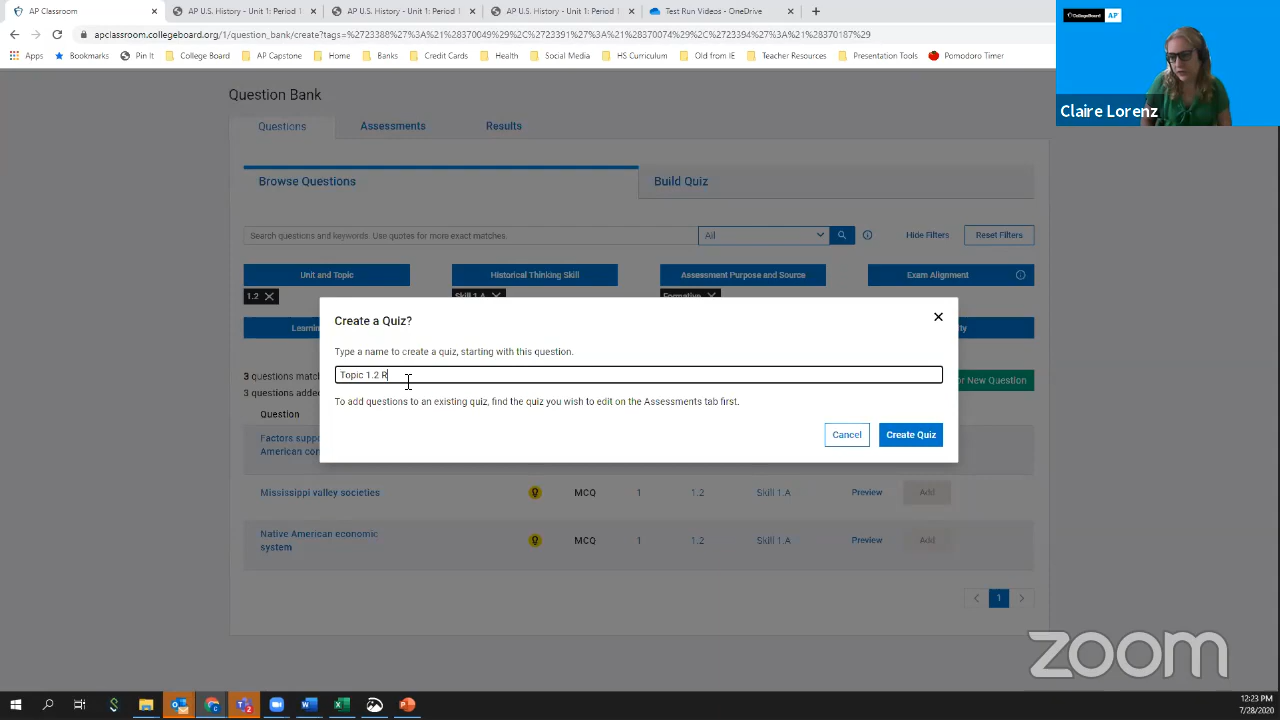 AP Classroom
AP U.S. History - Unit 1: Period 1
AP U.S. History - Unit 1: Period 1
AP U.S. History - Unit 1: Period 1
Test Run Videos - OneDrive
apclassroom.collegeboard.org/1/question_bank/create?tags=%2C%27%3A%21%28370049%29%2C%2C%27%3A%21%28370074%29%2C%2723394%27%3A%21%28370187%29
Apps
Bookmarks
Pin It
College Board
AP Capstone
Home
Banks
Credit Cards
Health
Social Media
HS Curriculum
Old from IE
Teacher Resources
Presentation Tools
Pomodoro Timer
CollegeBoard AP
Claire Lorenz
Question Bank
Questions
Assessments
Results
Browse Questions
Build Quiz
Search questions and keywords. Use quotes for more exact matches.
All
Hide Filters
Reset Filters
Unit and Topic
Historical Thinking Skill
Assessment Purpose and Source
Exam Alignment
1.2
Skill 1.A
Formative
Create a Quiz?
Type a name to create a quiz, starting with this question.
Topic 1.2 R
To add questions to an existing quiz, find the quiz you wish to edit on the Assessments tab first.
Cancel
Create Quiz
3 questions
3 questions added
or New Question
Question
Mississippi valley societies
MCQ
1
1.2
Skill 1.A
Preview
Add
Native American economic
system
MCQ
1
1.2
Skill 1.A
Preview
Add
1
zoom
12:23 PM
7/28/2020